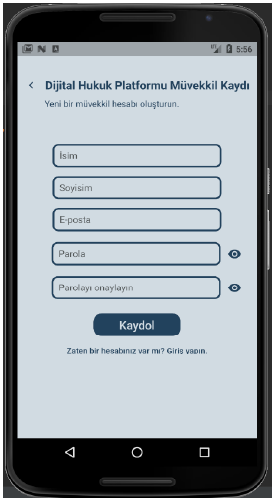 5:56
Dijital Hukuk Platformu Müvekkil Kaydı
Yeni bir müvekkil hesabı oluşturun.
İsim
Soyisim
E-posta
Parola
Parolayı onaylayın
Kaydol
Zaten bir hesabınız var mı? Giriş yapın.